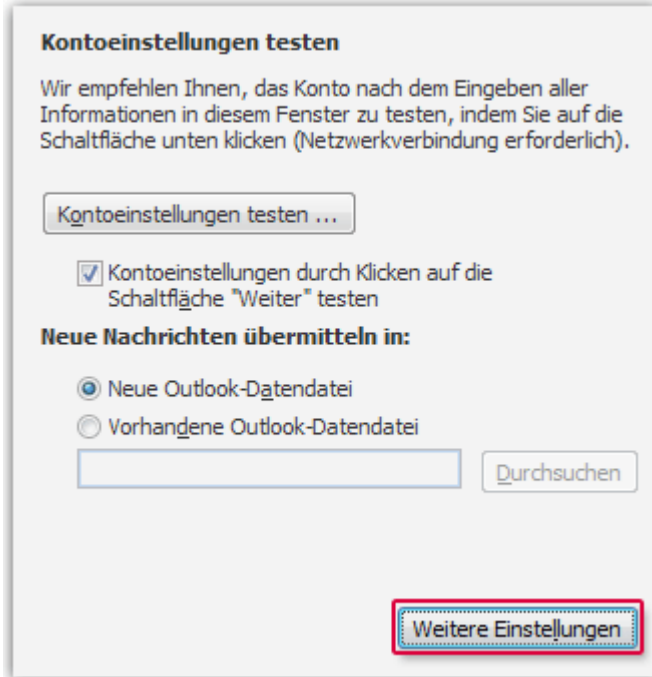 Kontoeinstellungen testen
Wir empfehlen Ihnen, das Konto nach dem Eingeben aller
Informationen in diesem Fenster zu testen, indem Sie auf die
Schaltfläche unten klicken (Netzwerkverbindung erforderlich).
Kontoeinstellungen testen ...
Kontoeinstellungen durch Klicken auf die
Schaltfläche "Weiter" testen
Neue Nachrichten übermitteln in:
Neue Outlook-Datendatei
Vorhandene Outlook-Datendatei
Durchsuchen
Weitere Einstellungen